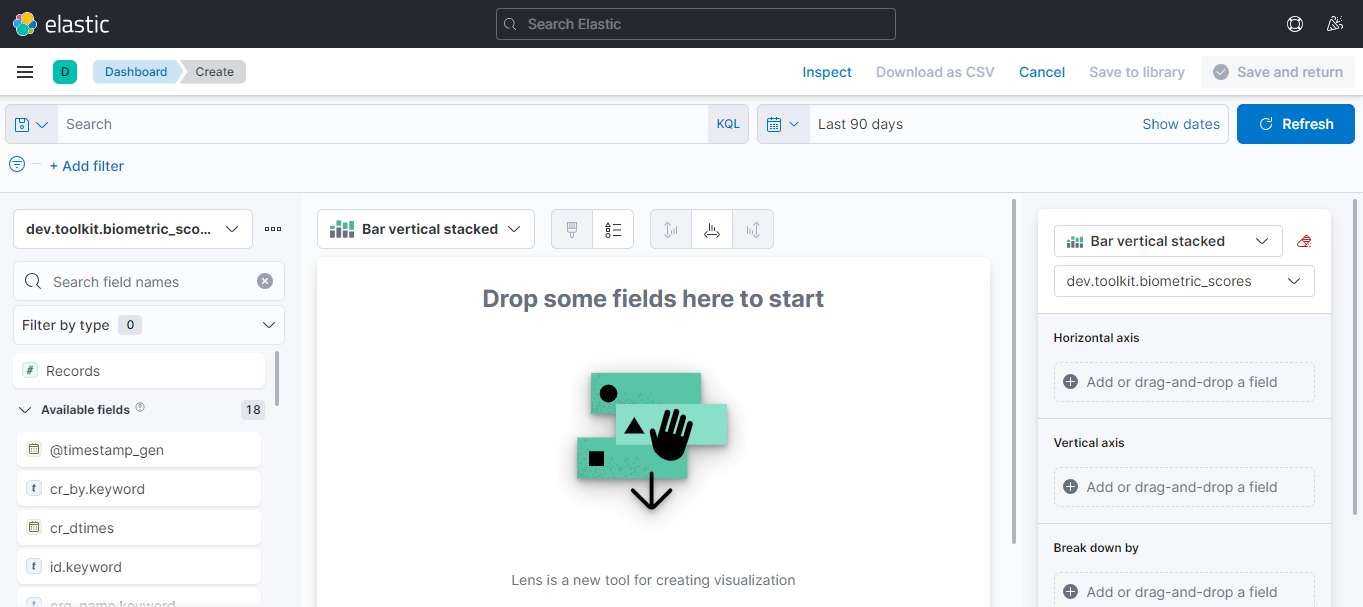 elastic
Search Elastic
D
Dashboard
Create
Inspect
Download as CSV
Cancel
Save to library
Save and return
Search
KQL
Last 90 days
Show dates
Refresh
+ Add filter
dev.toolkit.biometric_sco...
Search field names
Filter by type 0
# Records
Available fields ?
18
@timestamp_gen
t cr_by.keyword
cr_dtimes
t id.keyword
t org_name.keyword
Bar vertical stacked
Drop some fields here to start
Lens is a new tool for creating visualization
Bar vertical stacked
dev.toolkit.biometric_scores
Horizontal axis
Add or drag-and-drop a field
Vertical axis
Add or drag-and-drop a field
Break down by
Add or drag-and-drop a field